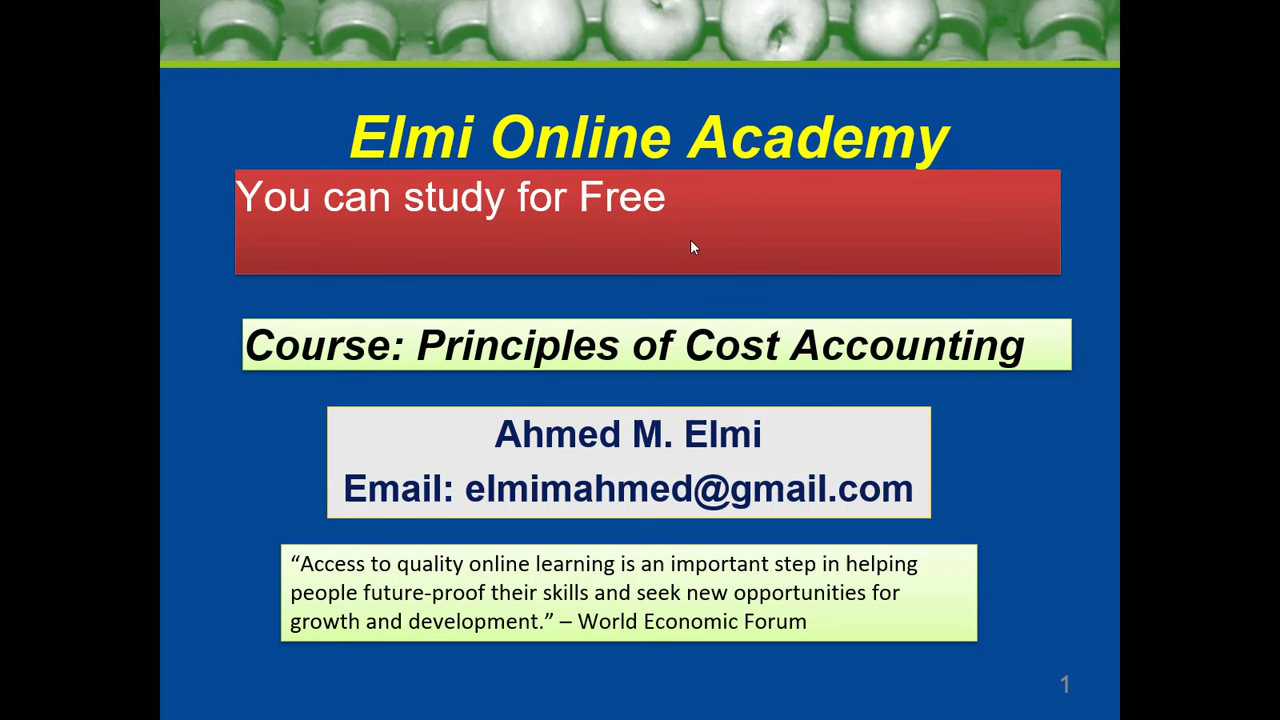 Elmi Online Academy
You can study for Free
Course: Principles of Cost Accounting
Ahmed M. Elmi
Email: elmimahmed@gmail.com
“Access to quality online learning is an important step in helping
people future-proof their skills and seek new opportunities for
growth and development.” – World Economic Forum
1